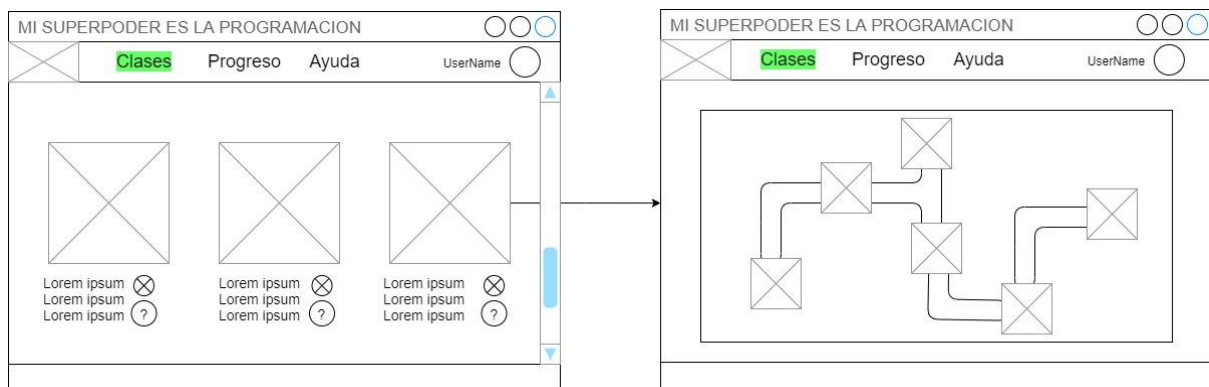 MI SUPERPODER ES LA PROGRAMACION
Clases Progreso Ayuda UserName
Lorem ipsum
Lorem ipsum
Lorem ipsum ?
Lorem ipsum
Lorem ipsum
Lorem ipsum ?
Lorem ipsum
Lorem ipsum
Lorem ipsum ?
MI SUPERPODER ES LA PROGRAMACION
Clases Progreso Ayuda UserName